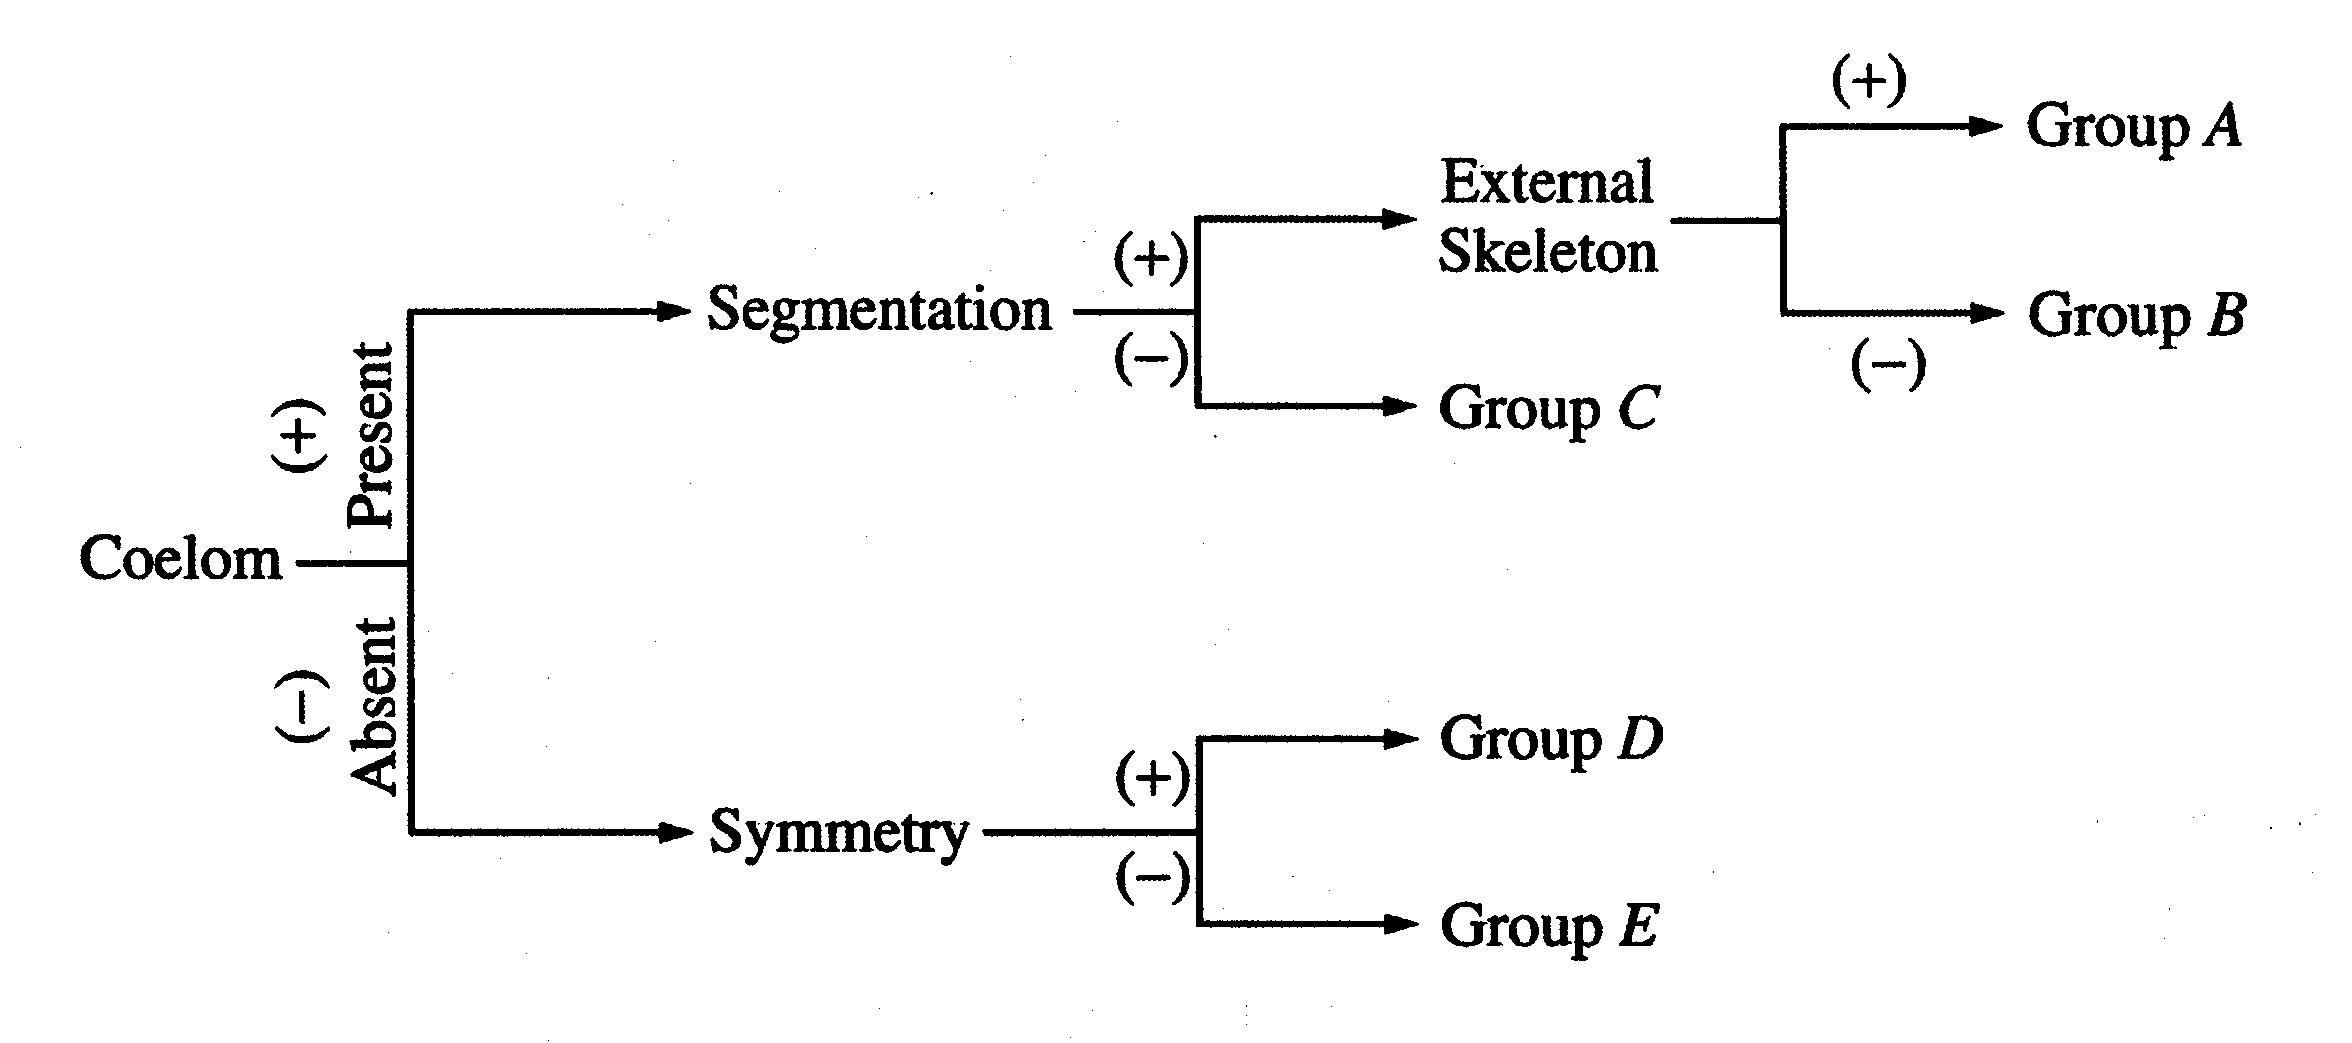 (+)
Group A
External
Skeleton
(+)
Segmentation
(−)
Group B
(−)
Group C
(+)
Present
Coelom
Absent
(−)
Group D
(+)
Symmetry
(−)
Group E